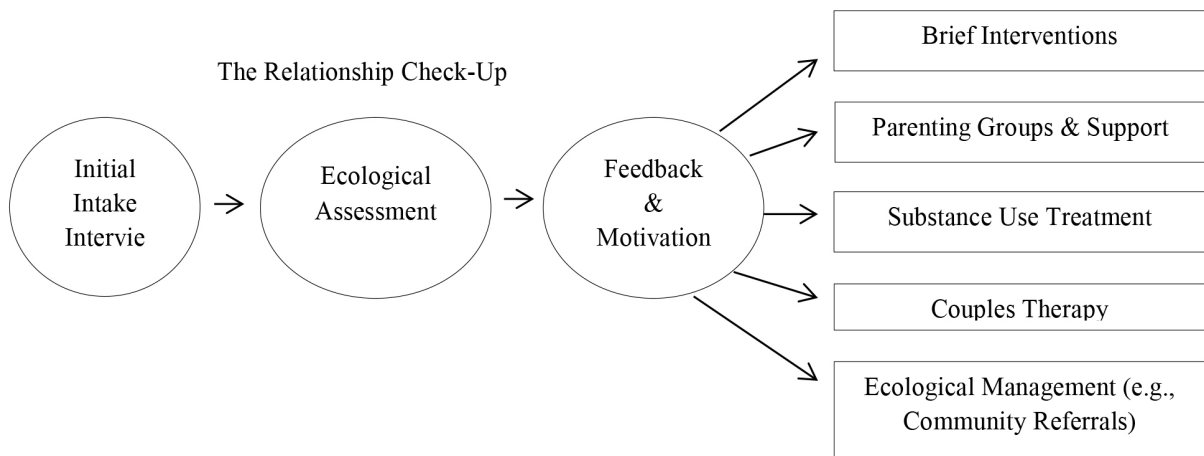 The Relationship Check-Up
Initial
Intake
Intervie
Ecological
Assessment
Feedback
&
Motivation
Brief Interventions
Parenting Groups & Support
Substance Use Treatment
Couples Therapy
Ecological Management (e.g.,
Community Referrals)